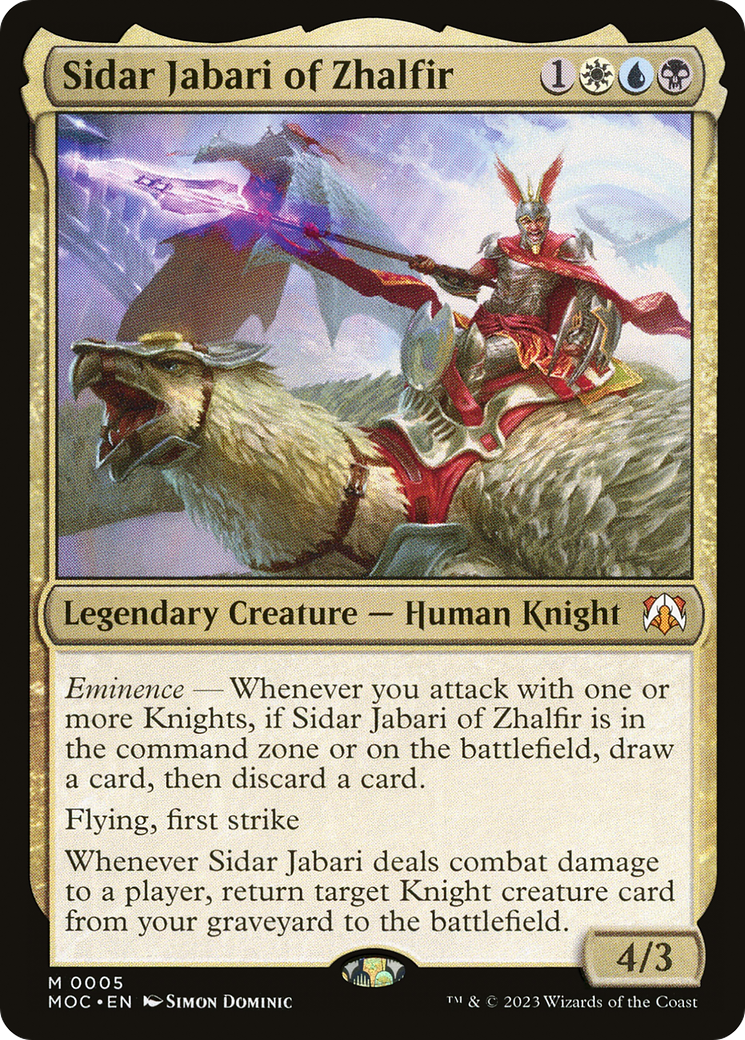 Sidar Jabari of Zhalfir 1
Legendary Creature — Human Knight
Eminence — Whenever you attack with one or
more Knights, if Sidar Jabari of Zhalfir is in
the command zone or on the battlefield, draw
a card, then discard a card.
Flying, first strike
Whenever Sidar Jabari deals combat damage
to a player, return target Knight creature card
from your graveyard to the battlefield.
4/3
M 0005
MOC • EN Simon Dominic
™ & © 2023 Wizards of the Coast